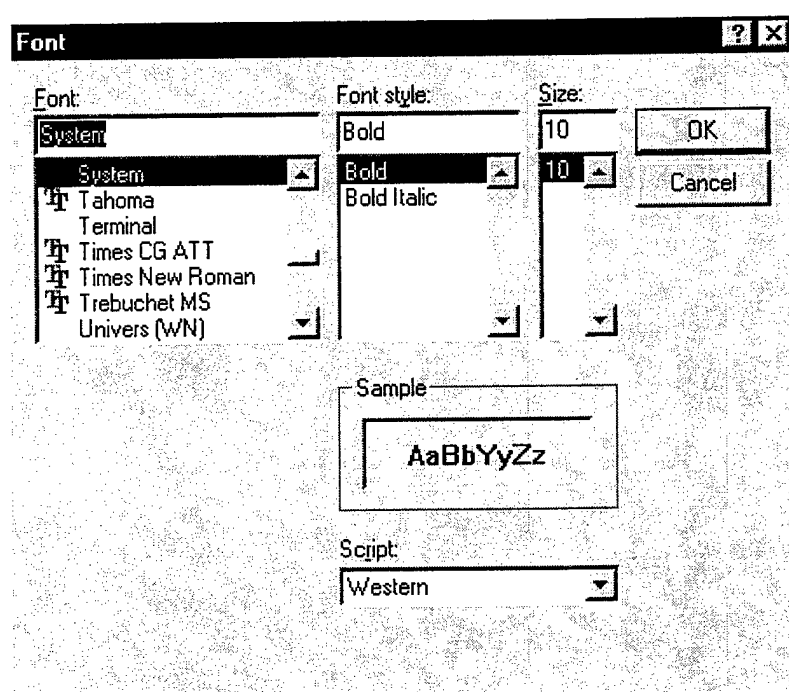 Font
Font:
System
System
Tahoma
Terminal
Times CG ATT
Times New Roman
Trebuchet MS
Univers (WN)
Font style:
Bold
Bold
Bold Italic
Size:
10
10
OK
Cancel
Sample
AaBbYyZz
Script:
Western